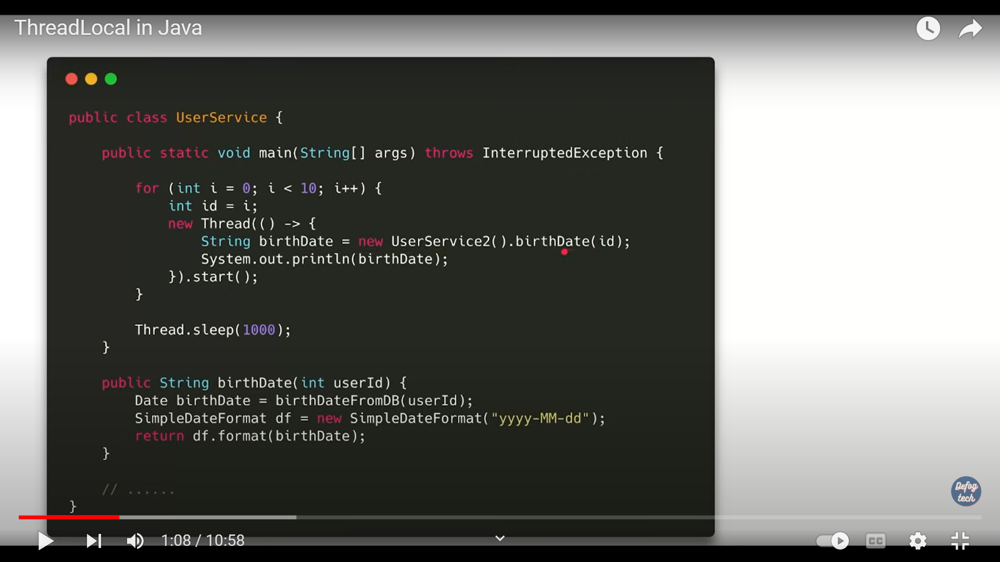 ThreadLocal in Java
public class UserService {
public static void main(String[] args) throws InterruptedException {
for (int i = 0; i < 10; i++) {
int id = i;
new Thread(() -> {
String birthDate = new UserService2().birthDate(id);
System.out.println(birthDate);
}).start();
}
Thread.sleep(1000);
}
public String birthDate(int userId) {
Date birthDate = birthDateFromDB(userId);
SimpleDateFormat df = new SimpleDateFormat("yyyy-MM-dd");
return df.format(birthDate);
}
// ......
}
Defog
tech
1:08 / 10:58
CC